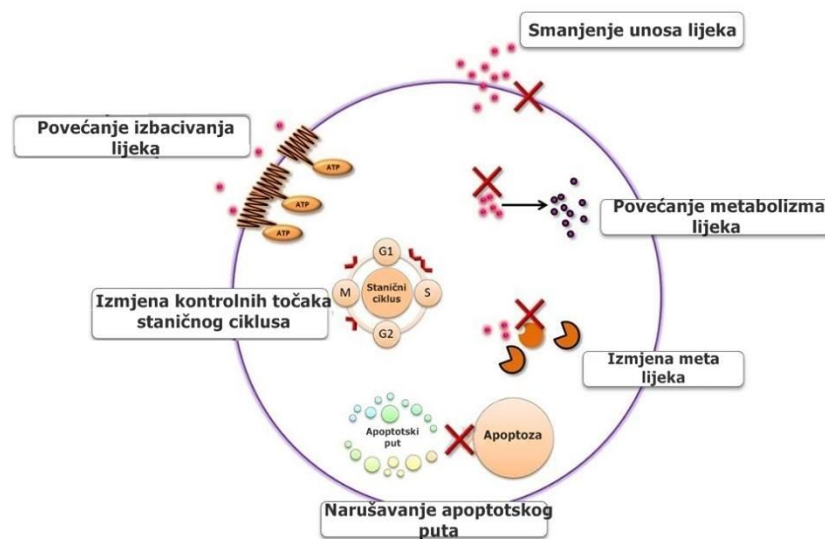 Smanjenje unosa lijeka
Povećanje izbacivanja
lijeka
ATP
ATP
ATP
Povećanje metabolizma
lijeka
G1
M
Stanični
ciklus
S
G2
Izmjena kontrolnih točaka
staničnog ciklusa
Izmjena meta
lijeka
Apoptotski
put
Apoptoza
Narušavanje apoptotskog
puta